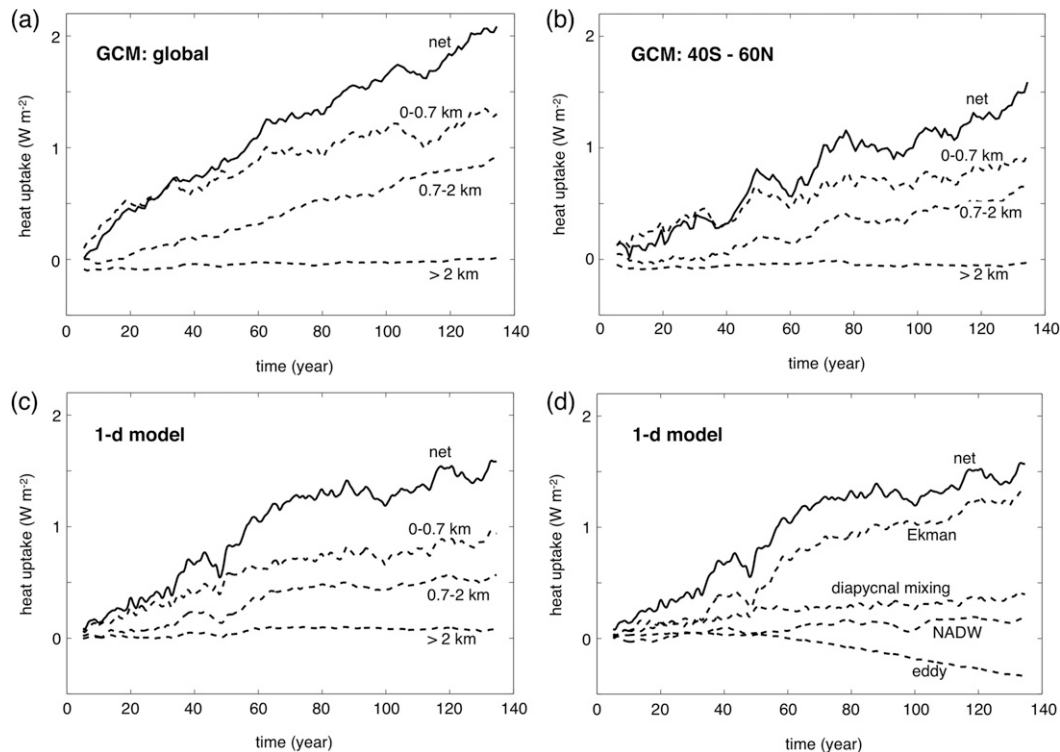 (a)
GCM: global
net
0-0.7 km
0.7-2 km
> 2 km
2
1
0
heat uptake (W m-2)
0 20 40 60 80 100 120 140
time (year)
(b)
GCM: 40S - 60N
net
0-0.7 km
0.7-2 km
> 2 km
2
1
0
heat uptake (W m-2)
0 20 40 60 80 100 120 140
time (year)
(c)
1-d model
net
0-0.7 km
0.7-2 km
> 2 km
2
1
0
heat uptake (W m-2)
0 20 40 60 80 100 120 140
time (year)
(d)
1-d model
net
Ekman
diapycnal mixing
NADW
eddy
2
1
0
heat uptake (W m-2)
0 20 40 60 80 100 120 140
time (year)